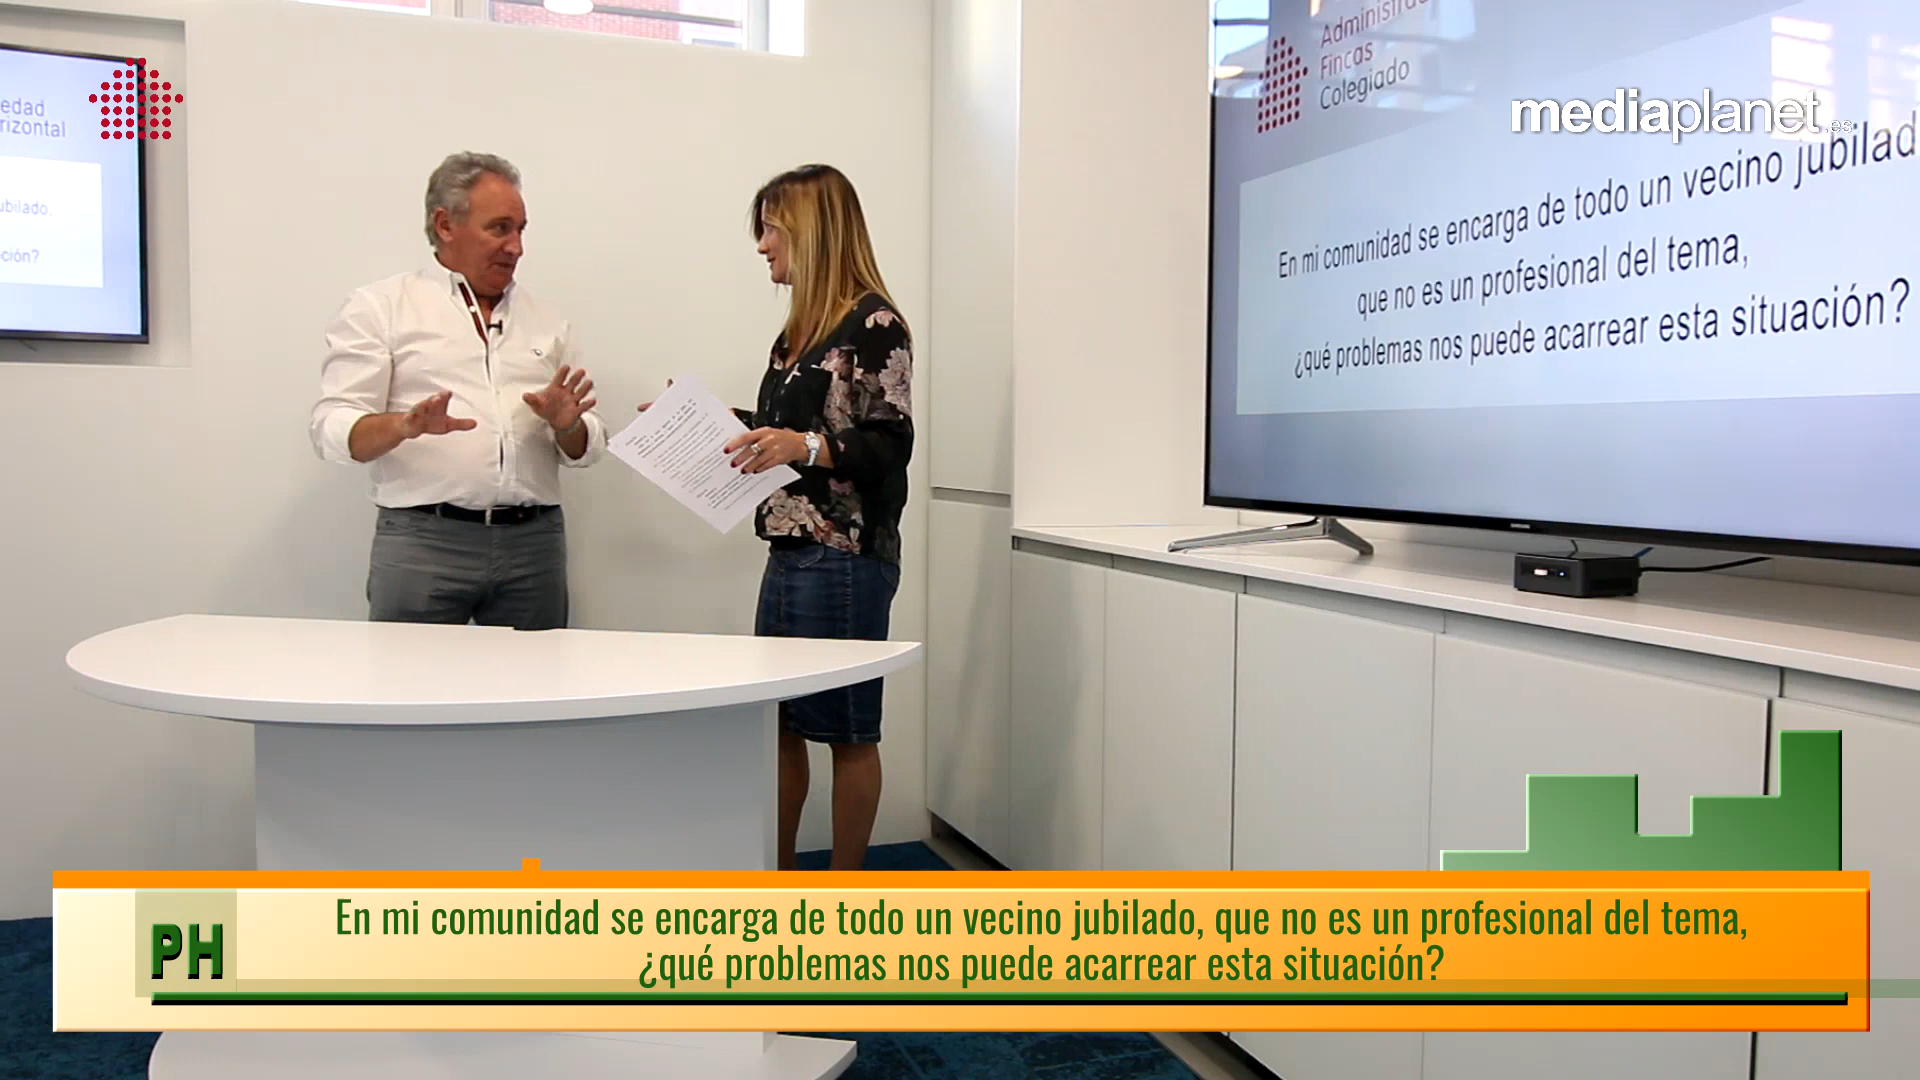 edad
rizontal
ubilado.
ción?
Fincas
Colegiado
mediaplanet.es
En mi comunidad se encarga de todo un vecino jubilad
que no es un profesional del tema,
¿qué problemas nos puede acarrear esta situación?
SAMSUNG
PH
En mi comunidad se encarga de todo un vecino jubilado, que no es un profesional del tema,
¿qué problemas nos puede acarrear esta situación?